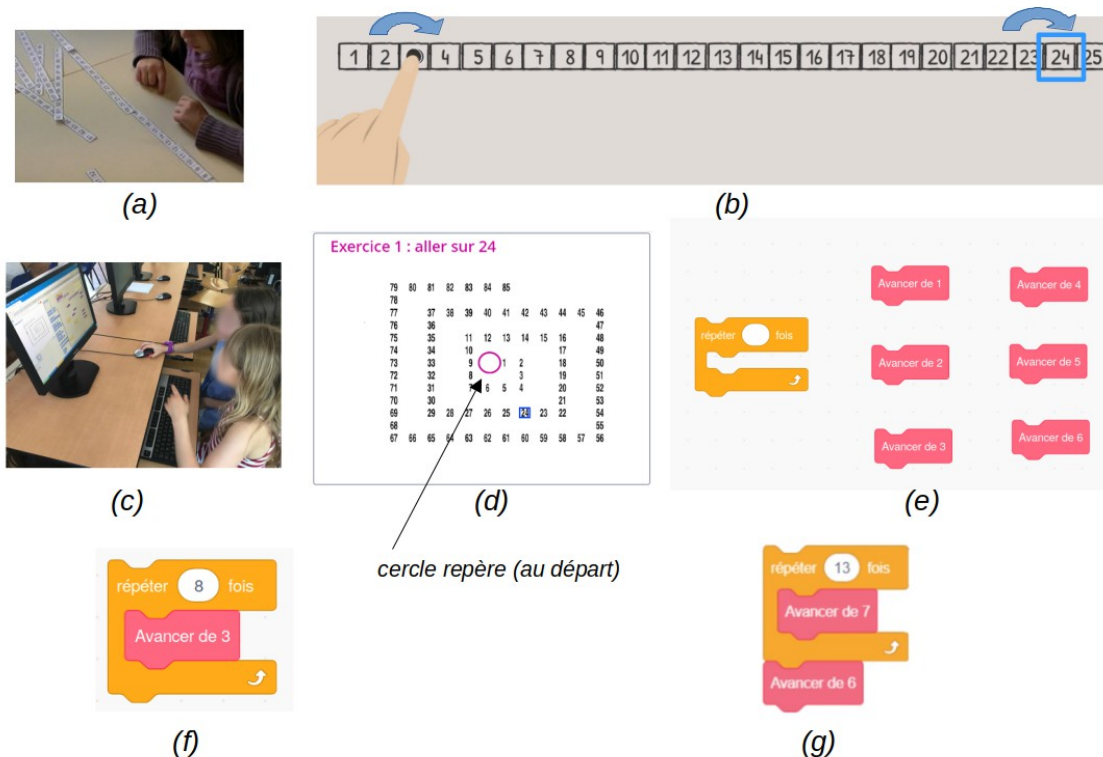 1 2 4 5 6 7 8 9 10 11 12 13 14 15 16 17 18 19 20 21 22 23 24 25
(a)
(b)
Exercice 1 : aller sur 24
79 80 81 82 83 84 85
78
77 37 38 39 40 41 42 43 44 45 46
76 36 47
75 35 11 12 13 14 15 16 48
74 34 10 17 49
73 33 9 1 2 18 50
72 32 8 3 19 51
71 31 7 6 5 4 20 52
70 30 21 53
69 29 28 27 26 25 24 23 22 54
68 55
67 66 65 64 63 62 61 60 59 58 57 56
répéter fois
Avancer de 1
Avancer de 4
Avancer de 2
Avancer de 5
Avancer de 3
Avancer de 6
(c)
(d)
(e)
cercle repère (au départ)
répéter 8 fois
Avancer de 3
répéter 13 fois
Avancer de 7
Avancer de 6
(f)
(g)